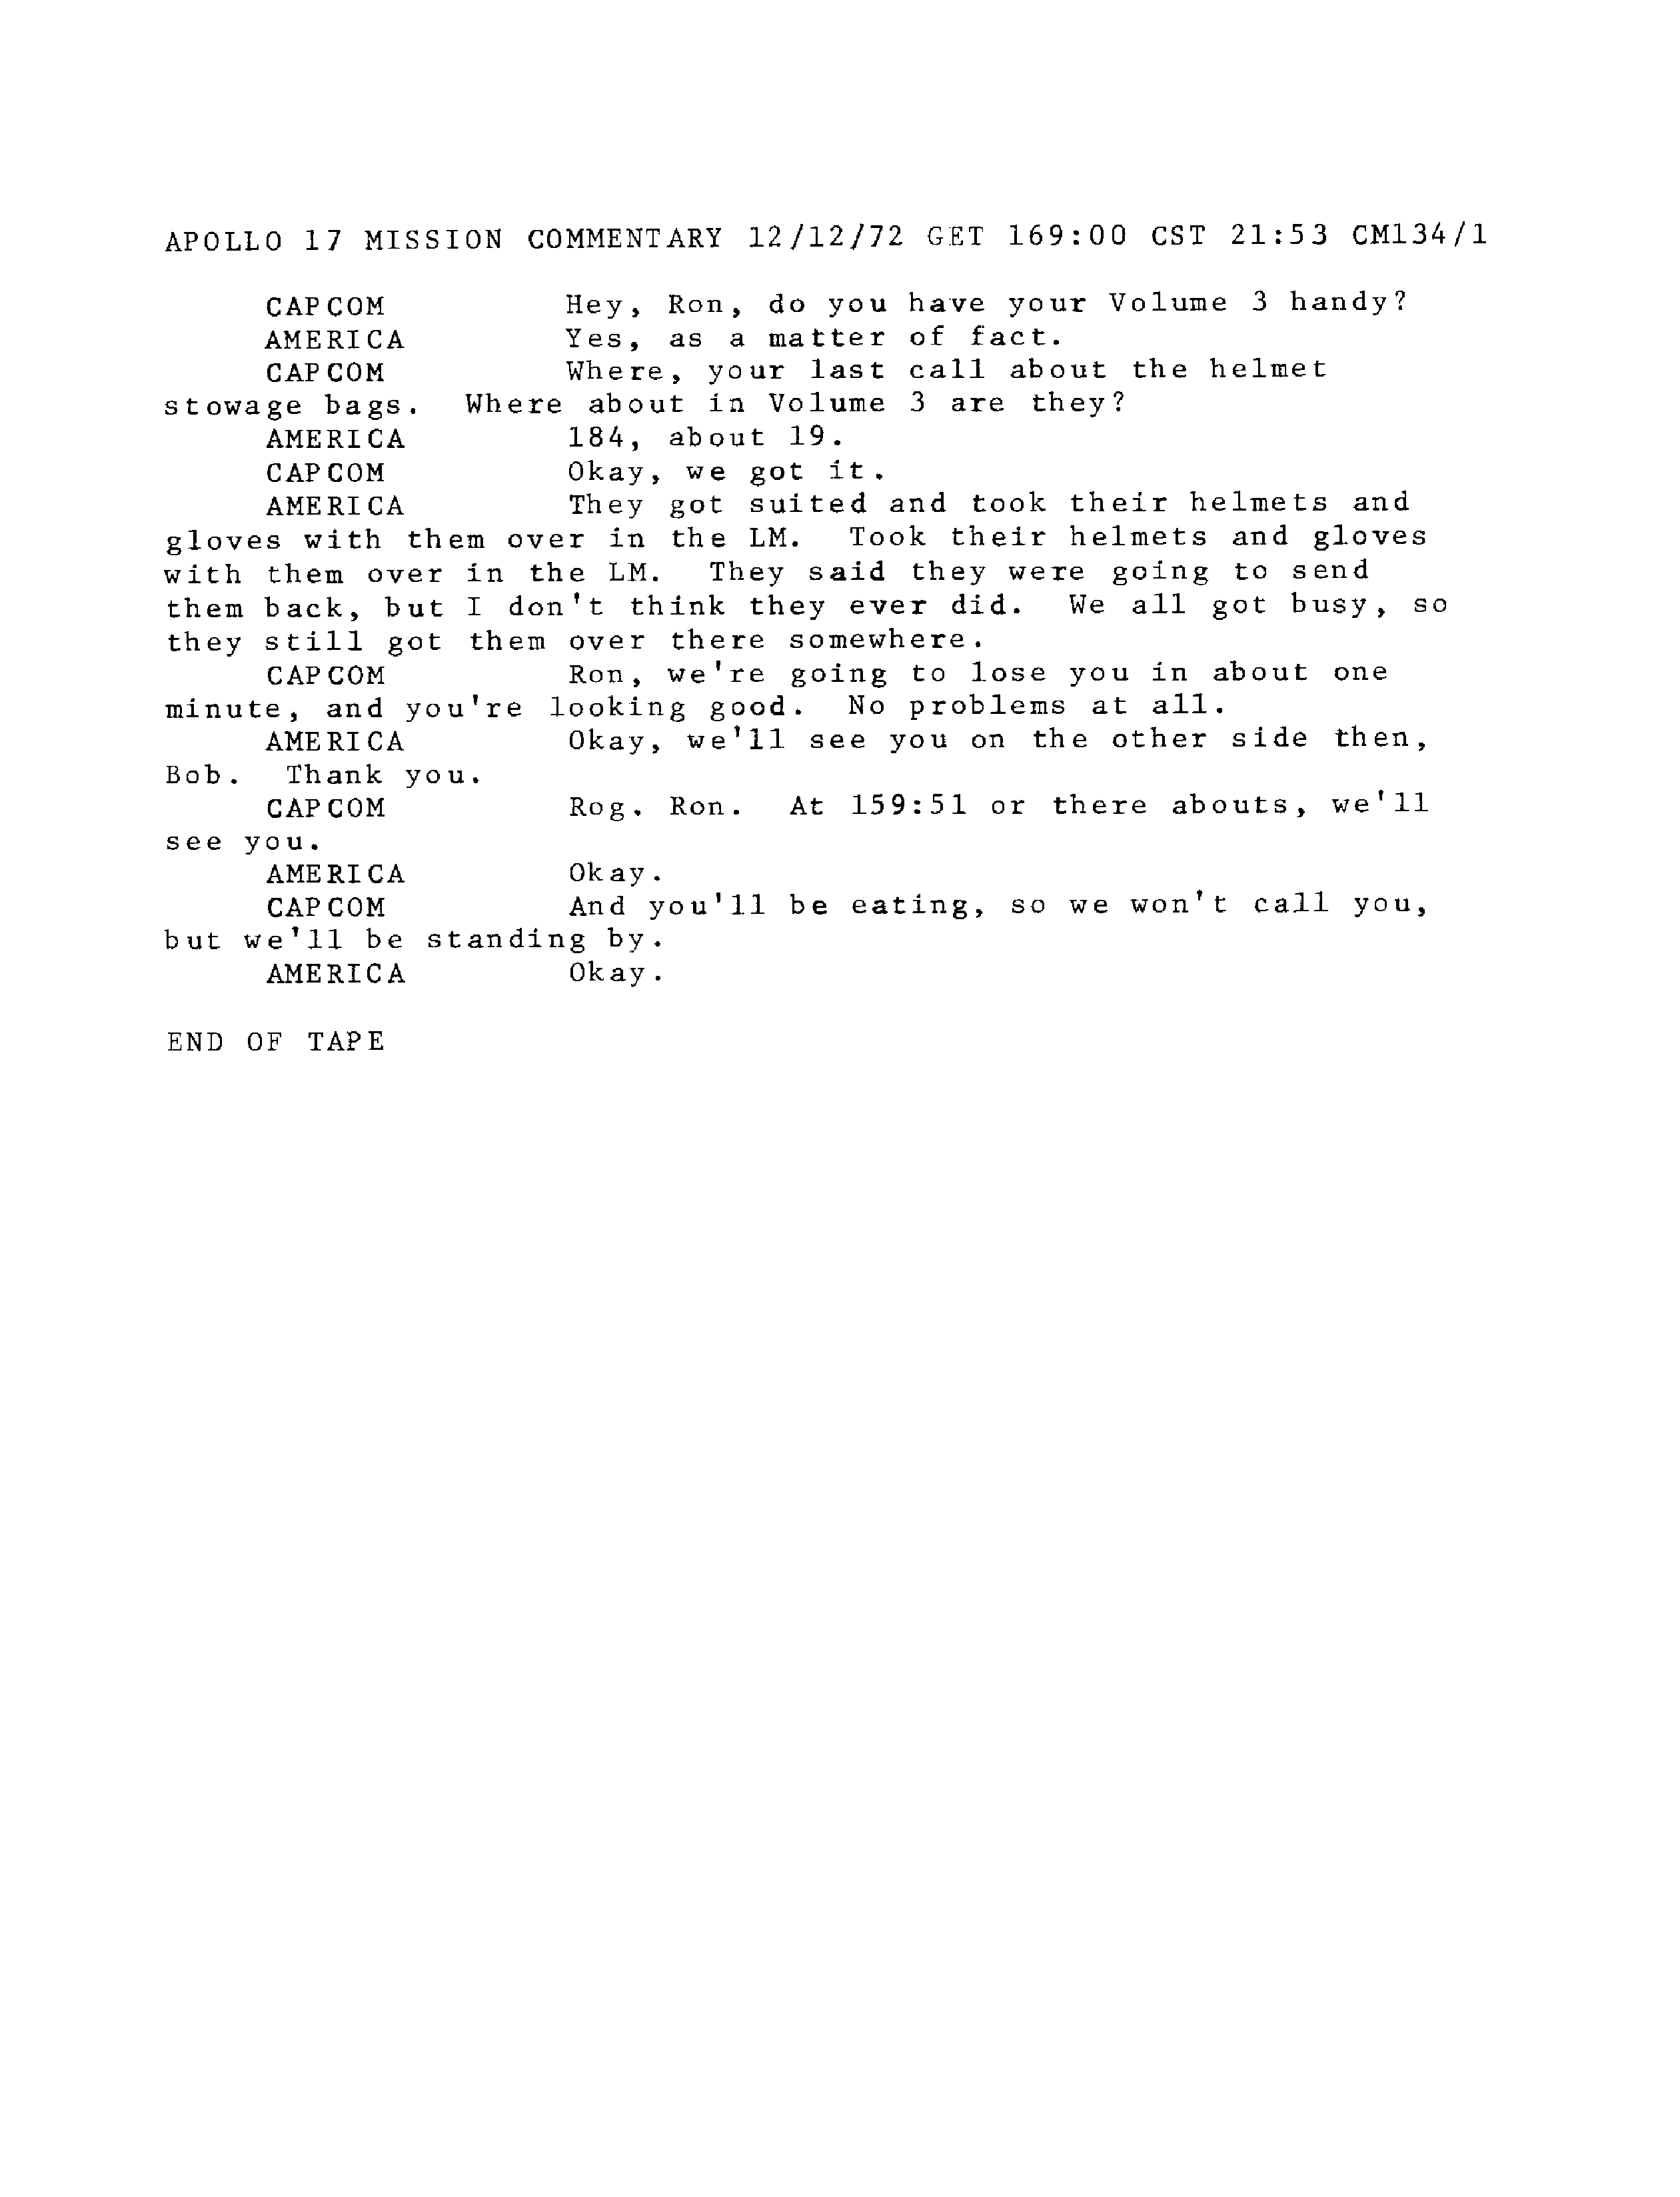 APOLLO 17 MISSION COMMENTARY 12/12/72 GET 169:00 CST 21:53 CM134/1
CAPCOM Hey, Ron, do you have your Volume 3 handy?
AMERICA Yes, as a matter of fact.
CAPCOM Where, your last call about the helmet
stowage bags. Where about in Volume 3 are they?
AMERICA 184, about 19.
CAPCOM Okay, we got it.
AMERICA They got suited and took their helmets and
gloves with them over in the LM. Took their helmets and gloves
with them over in the LM. They said they were going to send
them back, but I don't think they ever did. We all got busy, so
they still got them over there somewhere.
CAPCOM Ron, we're going to lose you in about one
minute, and you're looking good. No problems at all.
AMERICA Okay, we'll see you on the other side then,
Bob. Thank you.
CAPCOM Rog. Ron. At 159:51 or there abouts, we'll
see you.
AMERICA Okay.
CAPCOM And you'll be eating, so we won't call you,
but we'll be standing by.
AMERICA Okay.
END OF TAPE